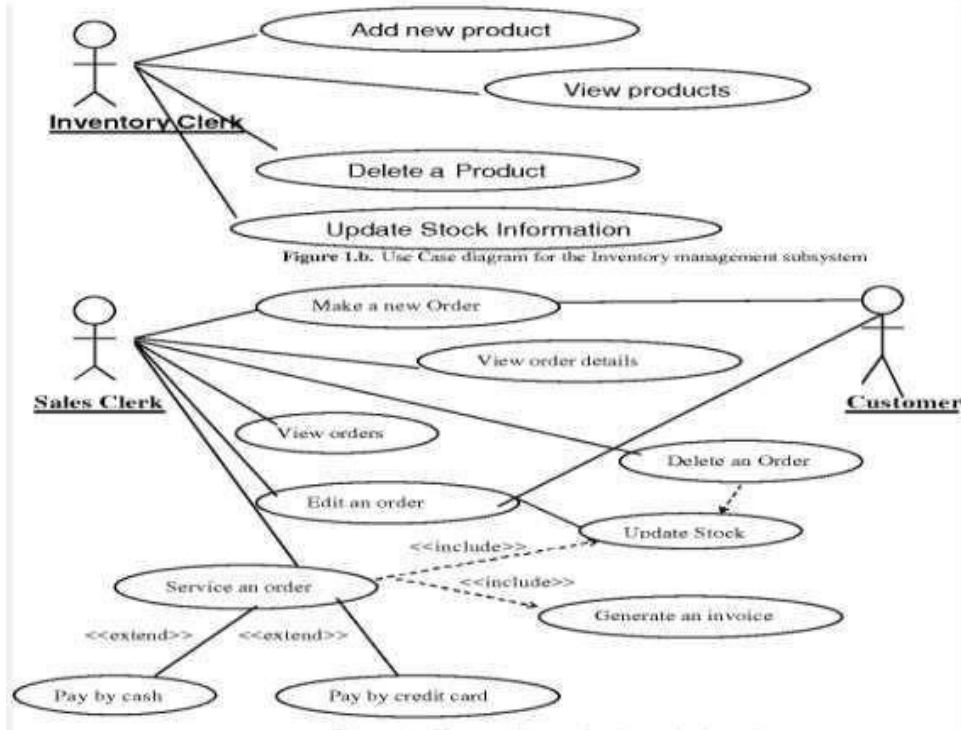 Add new product
View products
Inventory Clerk
Delete a Product
Update Stock Information
Figure 1.b. Use Case diagram for the Inventory management subsystem
Make a new Order
View order details
Sales Clerk
Customer
View orders
Delete an Order
Edit an order
Update Stock
<<include>>
Service an order
<<include>>
Generate an invoice
<<extend>>
<<extend>>
Pay by cash
Pay by credit card